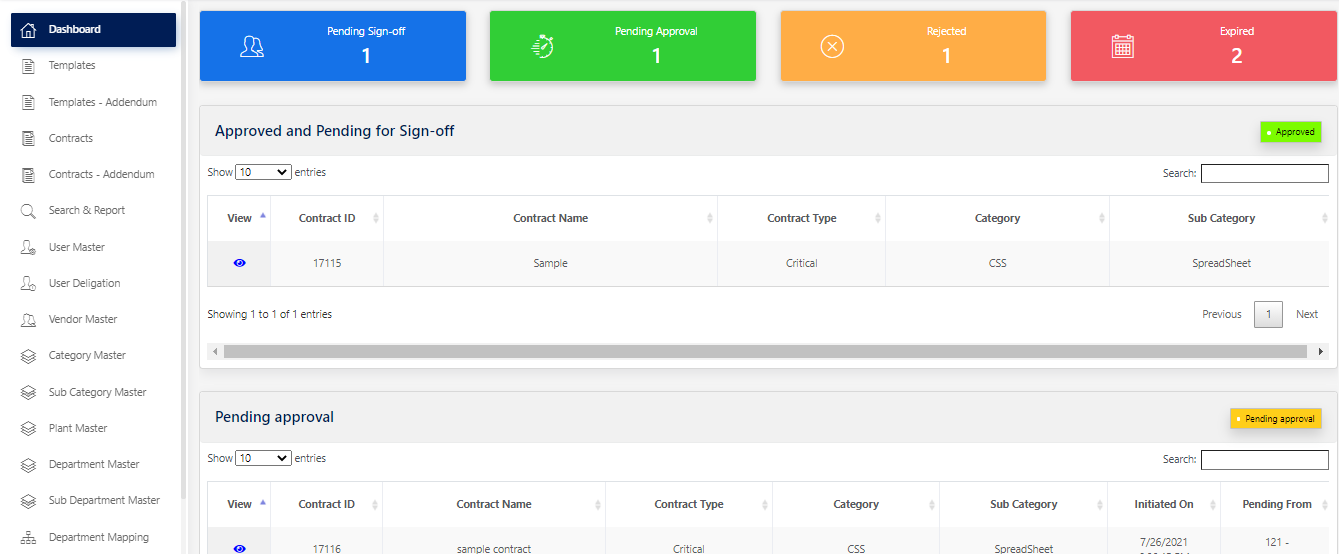 Dashboard
Templates
Templates - Addendum
Contracts
Contracts - Addendum
Search & Report
User Master
User Deligation
Vendor Master
Category Master
Sub Category Master
Plant Master
Department Master
Sub Department Master
Department Mapping
Pending Sign-off
1
Pending Approval
1
Rejected
1
Expired
2
Approved and Pending for Sign-off
Approved
Show 10 entries
Search:
View Contract ID Contract Name Contract Type Category Sub Category
17115 Sample Critical CSS SpreadSheet
Showing 1 to 1 of 1 entries
Previous 1 Next
Pending approval
Pending approval
Show 10 entries
Search:
View Contract ID Contract Name Contract Type Category Sub Category Initiated On Pending From
17116 sample contract Critical CSS SpreadSheet 7/26/2021 121 -